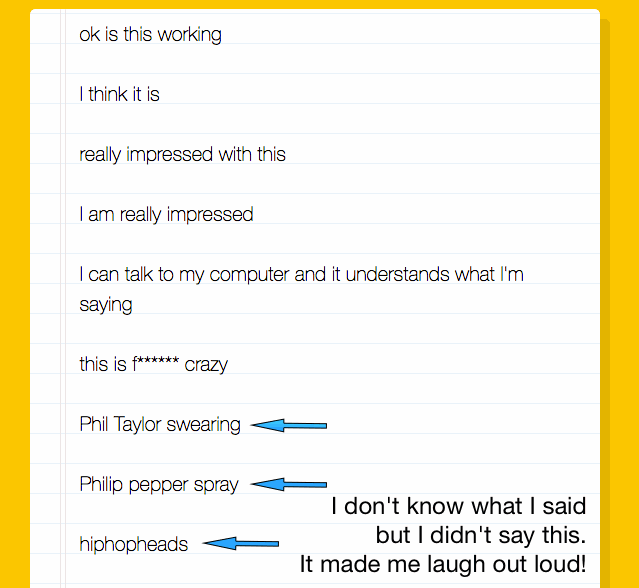 ok is this working
I think it is
really impressed with this
I am really impressed
I can talk to my computer and it understands what I'm
saying
this is f****** crazy
Phil Taylor swearing
Philip pepper spray
hiphopheads
I don't know what I said
but I didn't say this.
It made me laugh out loud!